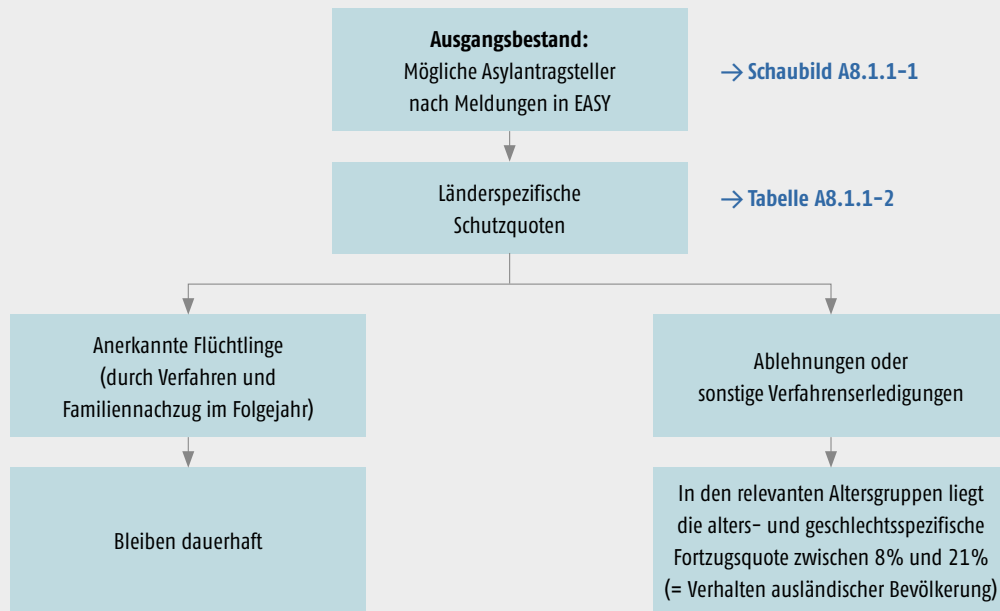 Ausgangsbestand:
Mögliche Asylantragsteller
nach Meldungen in EASY
→ Schaubild A8.1.1-1
Länderspezifische
Schutzquoten
→ Tabelle A8.1.1-2
Anerkannte Flüchtlinge
(durch Verfahren und
Familiennachzug im Folgejahr)
Ablehnungen oder
sonstige Verfahrenserledigungen
Bleiben dauerhaft
In den relevanten Altersgruppen liegt
die alters- und geschlechtsspezifische
Fortzugsquote zwischen 8% und 21%
(= Verhalten ausländischer Bevölkerung)